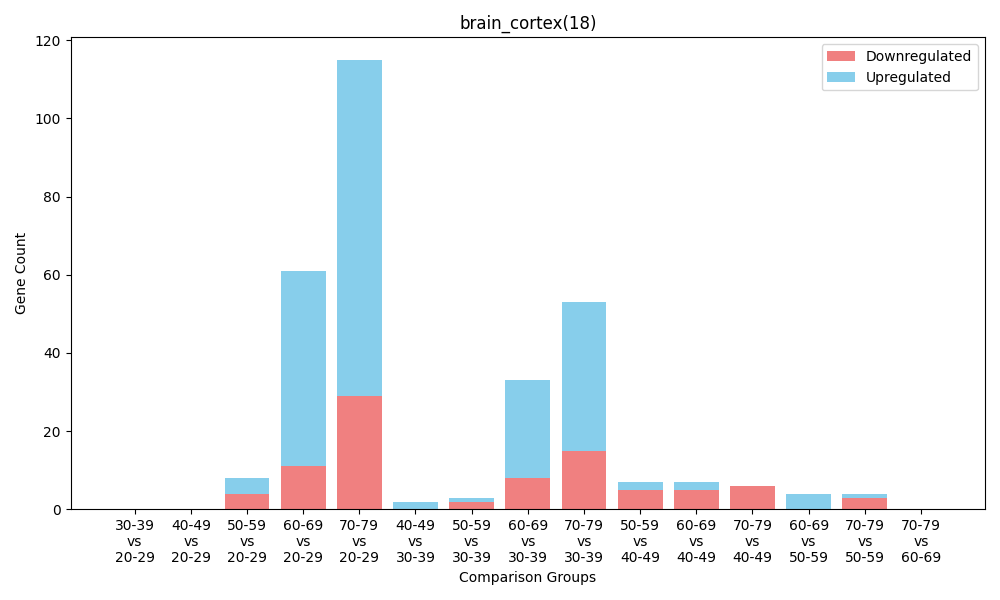 brain_cortex(18)
120
100
80
60
40
20
0
Gene Count
Downregulated
Upregulated
30-39
vs
20-29
40-49
vs
20-29
50-59
vs
20-29
60-69
vs
20-29
70-79
vs
20-29
40-49
vs
30-39
50-59
vs
30-39
60-69
vs
30-39
70-79
vs
30-39
50-59
vs
40-49
60-69
vs
40-49
70-79
vs
40-49
60-69
vs
50-59
70-79
vs
50-59
70-79
vs
60-69
Comparison Groups